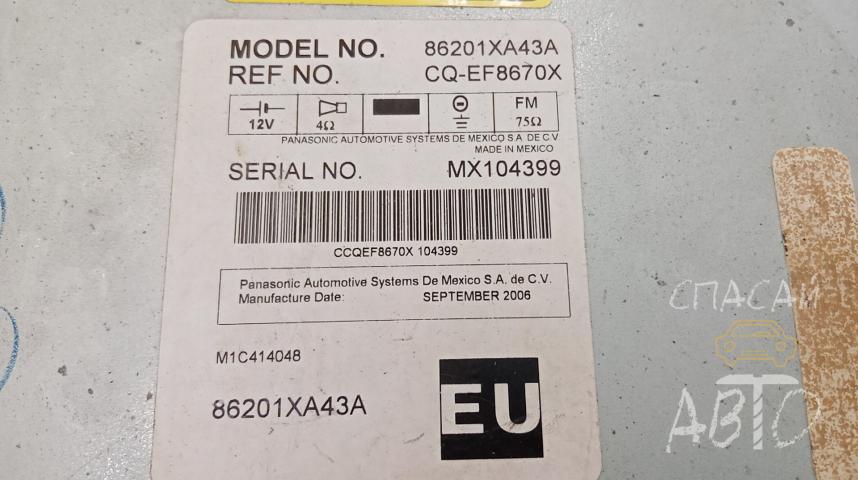 MODEL NO. 86201XA43A
REF NO. CQ-EF8670X
12V 4Ω FM 75Ω
PANASONIC AUTOMOTIVE SYSTEMS DE MEXICO S.A. DE C.V
MADE IN MEXICO
SERIAL NO. MX104399
CCQEF8670X 104399
Panasonic Automotive Systems De Mexico S.A. de C.V.
Manufacture Date: SEPTEMBER 2006
M1C414048
86201XA43A
EU
СПАСАЙ
АВТО